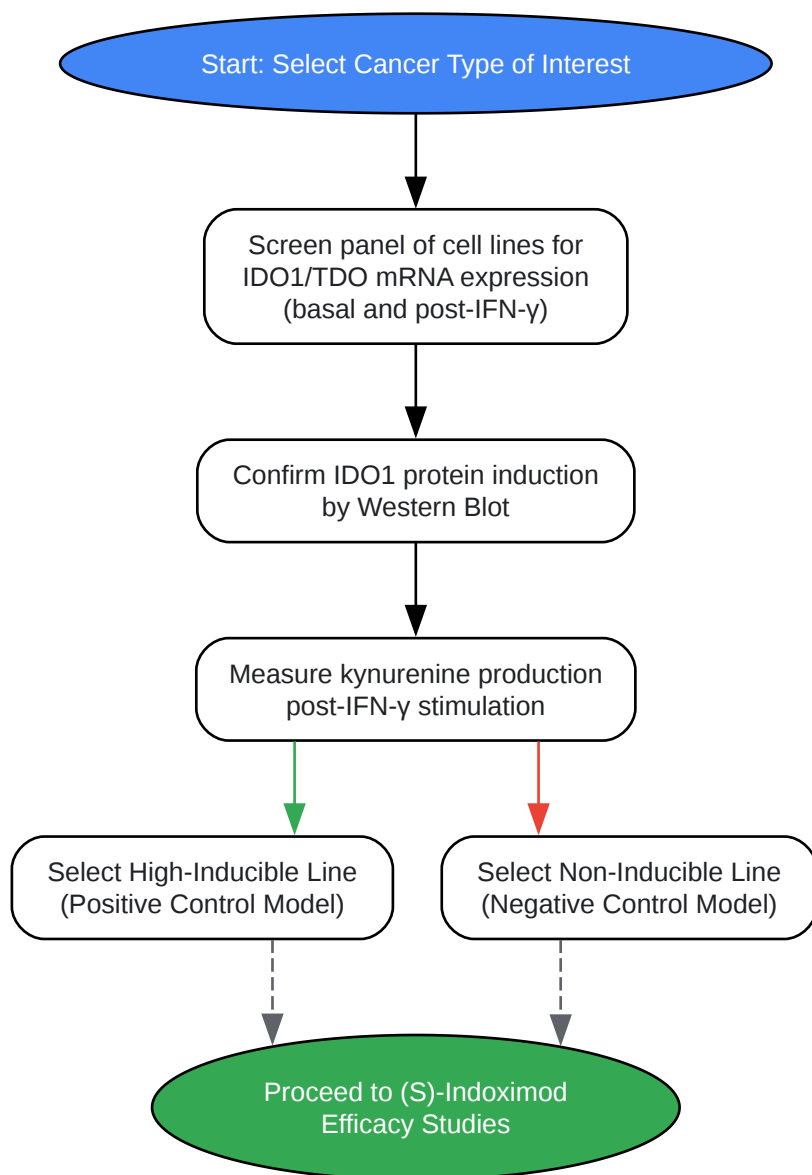 Start: Select Cancer Type of Interest
Screen panel of cell lines for
IDO1/TDO mRNA expression
(basal and post-IFN-γ)
Confirm IDO1 protein induction
by Western Blot
Measure kynurenine production
post-IFN-γ stimulation
Select High-Inducible Line
(Positive Control Model)
Select Non-Inducible Line
(Negative Control Model)
Proceed to (S)-Indoximod
Efficacy Studies